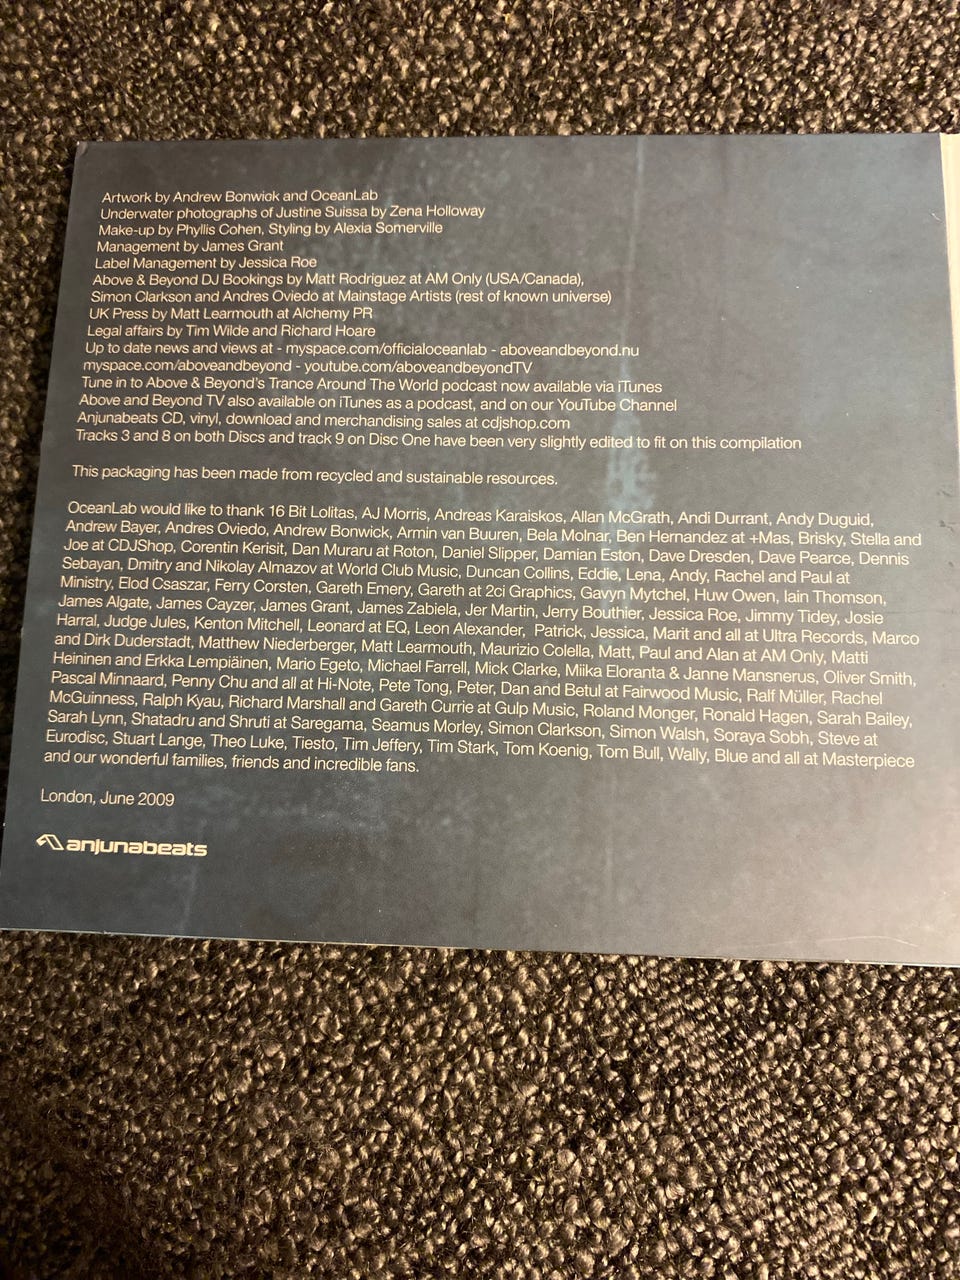 Artwork by Andrew Bonwick and OceanLab
Underwater photographs of Justine Suissa by Zena Holloway
Make-up by Phyllis Cohen, Styling by Alexia Somerville
Management by James Grant
Label Management by Jessica Roe
Above & Beyond DJ Bookings by Matt Rodriguez at AM Only (USA/Canada),
Simon Clarkson and Andres Oviedo at Mainstage Artists (rest of known universe)
UK Press by Matt Learmouth at Alchemy PR
Legal affairs by Tim Wilde and Richard Hoare
Up to date news and views at - myspace.com/officialoceanlab - aboveandbeyond.nu
myspace.com/aboveandbeyond - youtube.com/aboveandbeyondTV
Tune in to Above & Beyond's Trance Around The World podcast now available via iTunes
Above and Beyond TV also available on iTunes as a podcast, and on our YouTube Channel
Anjunabeats CD, vinyl, download and merchandising sales at cdjshop.com
Tracks 3 and 8 on both Discs and track 9 on Disc One have been very slightly edited to fit on this compilation
This packaging has been made from recycled and sustainable resources.
OceanLab would like to thank 16 Bit Lolitas, AJ Morris, Andreas Karaiskos, Allan McGrath, Andi Durrant, Andy Duguid,
Andrew Bayer, Andres Oviedo, Andrew Bonwick, Armin van Buuren, Bela Molnar, Ben Hernandez at +Mas, Brisky, Stella and
Joe at CDJShop, Corentin Kerisit, Dan Muraru at Roton, Daniel Slipper, Damian Eston, Dave Dresden, Dave Pearce, Dennis
Sebayan, Dmitry and Nikolay Almazov at World Club Music, Duncan Collins, Eddie, Lena, Andy, Rachel and Paul at
Ministry, Elod Csaszar, Ferry Corsten, Gareth Emery, Gareth at 2ci Graphics, Gavyn Mytchel, Huw Owen, Iain Thomson,
James Algate, James Cayzer, James Grant, James Zabiela, Jer Martin, Jerry Bouthier, Jessica Roe, Jimmy Tidey, Josie
Harral, Judge Jules, Kenton Mitchell, Leonard at EQ, Leon Alexander, Patrick, Jessica, Marit and all at Ultra Records, Marco
and Dirk Duderstadt, Matthew Niederberger, Matt Learmouth, Maurizio Colella, Matt, Paul and Alan at AM Only, Matti
Heininen and Erkka Lempiäinen, Mario Egeto, Michael Farrell, Mick Clarke, Miika Eloranta & Janne Mansnerus, Oliver Smith,
Pascal Minnaard, Penny Chu and all at Hi-Note, Pete Tong, Peter, Dan and Betul at Fairwood Music, Ralf Müller, Rachel
McGuinness, Ralph Kyau, Richard Marshall and Gareth Currie at Gulp Music, Roland Monger, Ronald Hagen, Sarah Bailey,
Sarah Lynn, Shatadru and Shruti at Saregama, Seamus Morley, Simon Clarkson, Simon Walsh, Soraya Sobh, Steve at
Eurodisc, Stuart Lange, Theo Luke, Tiesto, Tim Jeffery, Tim Stark, Tom Koenig, Tom Bull, Wally, Blue and all at Masterpiece
and our wonderful families, friends and incredible fans.
London, June 2009
anjunabeats